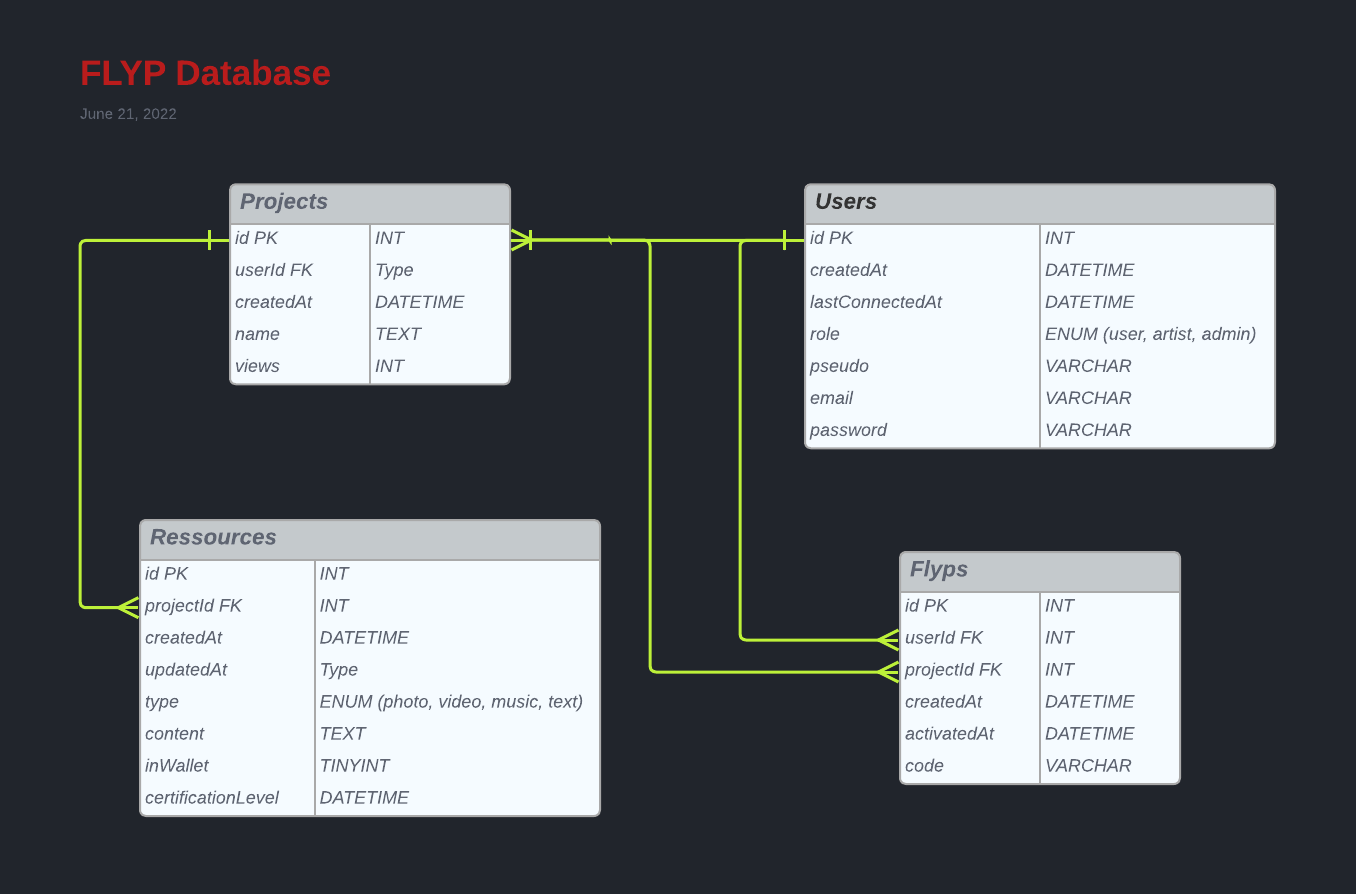 FLYP Database
June 21, 2022
Projects
id PK INT
userId FK Type
createdAt DATETIME
name TEXT
views INT
Users
id PK INT
createdAt DATETIME
lastConnectedAt DATETIME
role ENUM (user, artist, admin)
pseudo VARCHAR
email VARCHAR
password VARCHAR
Ressources
id PK INT
projectId FK INT
createdAt DATETIME
updatedAt Type
type ENUM (photo, video, music, text)
content TEXT
inWallet TINYINT
certificationLevel DATETIME
Flyps
id PK INT
userId FK INT
projectId FK INT
createdAt DATETIME
activatedAt DATETIME
code VARCHAR